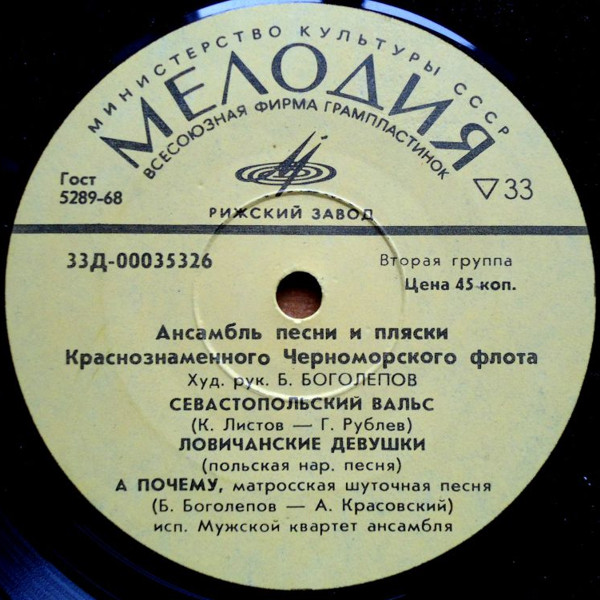 МИНИСТЕРСТВО КУЛЬТУРЫ СССР
МЕЛОДИЯ
ВСЕСОЮЗНАЯ ФИРМА ГРАМПЛАСТИНОК
Гост
5289-68
33
РИЖСКИЙ ЗАВОД
33Д-00035326
Вторая группа
Цена 45 коп.
Ансамбль песни и пляски
Краснознаменного Черноморского флота
Худ. рук. Б. БОГОЛЕПОВ
СЕВАСТОПОЛЬСКИЙ ВАЛЬС
(К. Листов — Г. Рублев)
ЛОВИЧАНСКИЕ ДЕВУШКИ
(польская нар. песня)
А ПОЧЕМУ, матросская шуточная песня
(Б. Боголепов — А. Красовский)
исп. Мужской квартет ансамбля